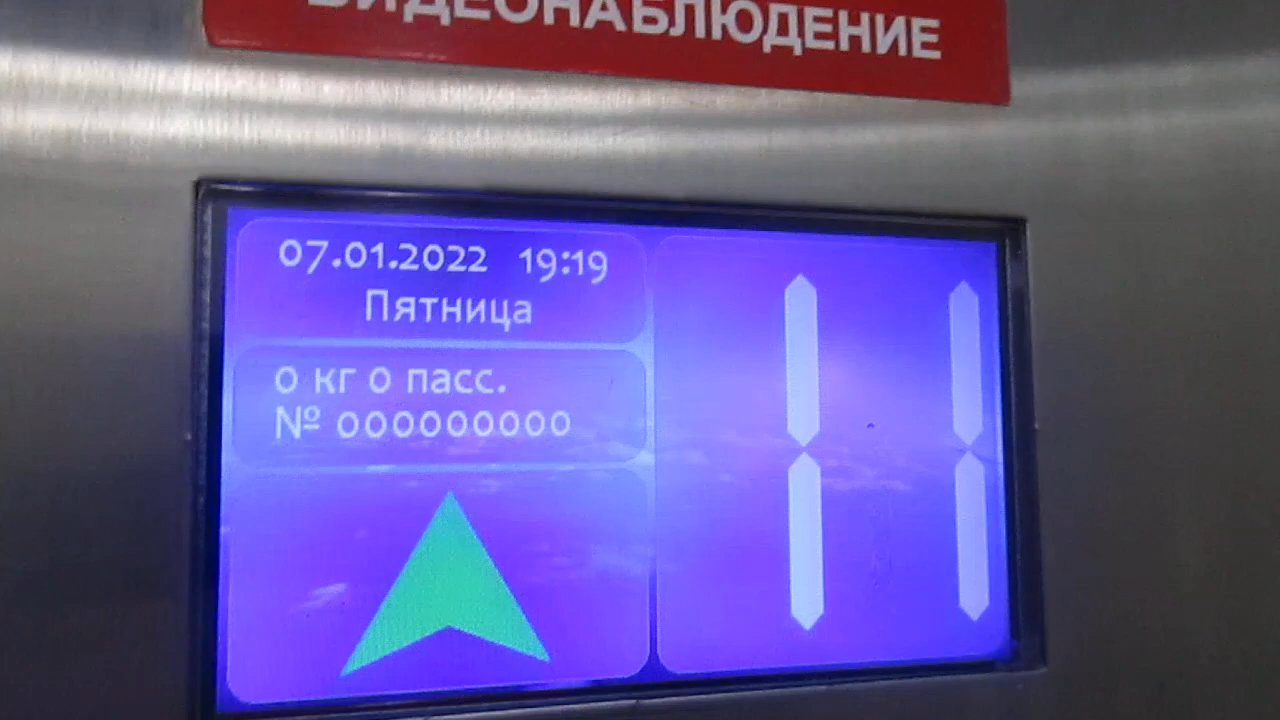 ВИДЕОНАБЛЮДЕНИЕ
07.01.2022 19:19
Пятница
0 кг 0 пасс.
№ 000000000
11